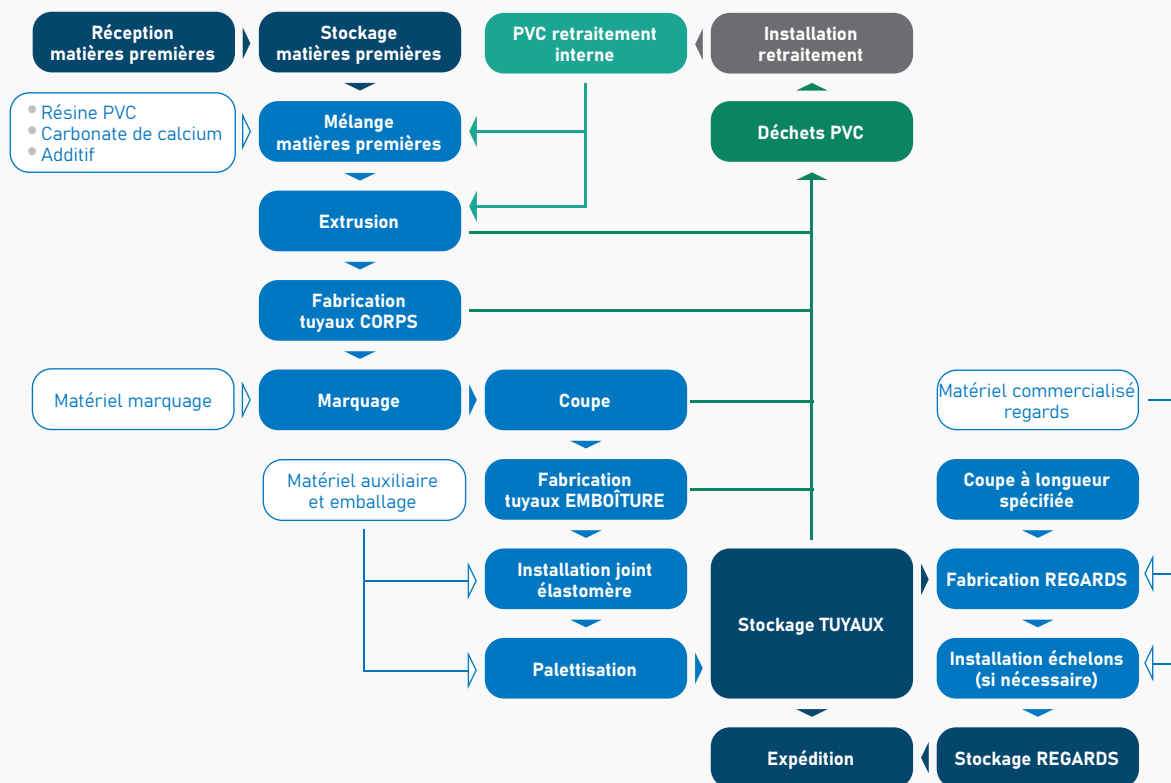 Réception
matières premières
Stockage
matières premières
PVC retraitement
interne
Installation
retraitement
Résine PVC
Carbonate de calcium
Additif
Mélange
matières premières
Déchets PVC
Extrusion
Fabrication
tuyaux CORPS
Matériel marquage
Marquage
Coupe
Matériel commercialisé
regards
Matériel auxiliaire
et emballage
Fabrication
tuyaux EMBOÎTURE
Coupe à longueur
spécifiée
Installation joint
élastomère
Stockage TUYAUX
Fabrication REGARDS
Palettisation
Installation échelons
(si nécessaire)
Expédition
Stockage REGARDS